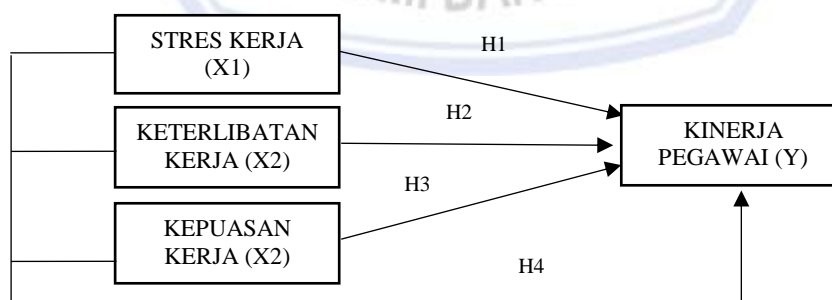 STRES KERJA
(X1)
H1
H2
KETERLIBATAN
KERJA (X2)
KINERJA
PEGAWAI (Y)
H3
KEPUASAN
KERJA (X2)
H4